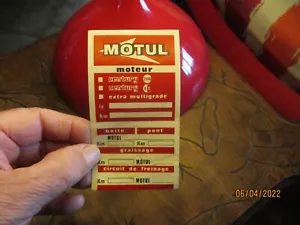 MOTUL
moteur
century
century
extra multigrade
Km
boite pont
MOTUL
Km Km
graissage
Km MOTUL
circuit de freinage
Km MOTUL
06/04/2022